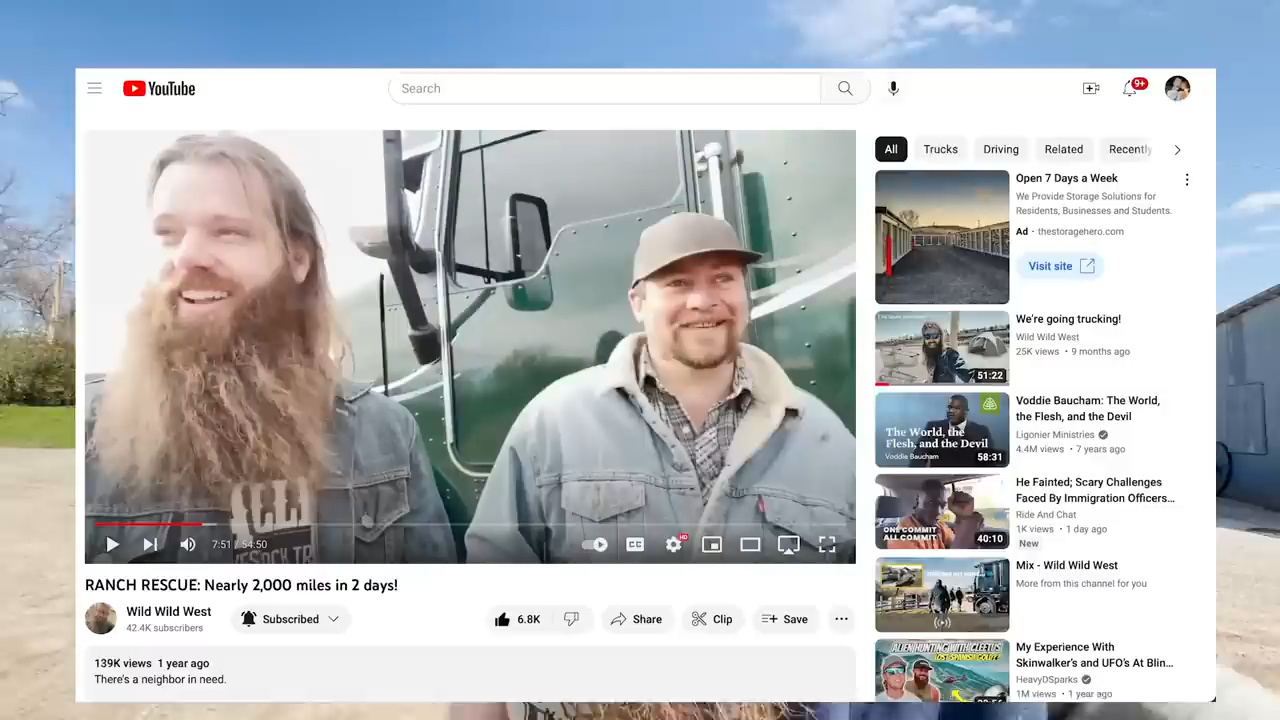 YouTube
Search
9+
All
Trucks
Driving
Related
Recently
Open 7 Days a Week
We Provide Storage Solutions for
Residents, Businesses and Students.
Ad · thestoragehero.com
Visit site
We're going trucking!
Wild Wild West
25K views • 9 months ago
51:22
Voddie Baucham: The World,
the Flesh, and the Devil
Ligonier Ministries
4.4M views • 7 years ago
The World, the
Flesh, and the Devil
Voddie Baucham
58:31
He Fainted; Scary Challenges
Faced By Immigration Officers...
Ride And Chat
1K views • 1 day ago
New
ONE COMMIT
ALL COMMIT
40:10
Mix - Wild Wild West
More from this channel for you
My Experience With
Skinwalker's and UFO's At Blin...
HeavyDSparks
1M views • 1 year ago
ALIEN HUNTING WITH CLEETUS
7:51 / 54:50
CC
HD
RANCH RESCUE: Nearly 2,000 miles in 2 days!
Wild Wild West
42.4K subscribers
Subscribed
6.8K
Share
Clip
Save
139K views 1 year ago
There's a neighbor in need.